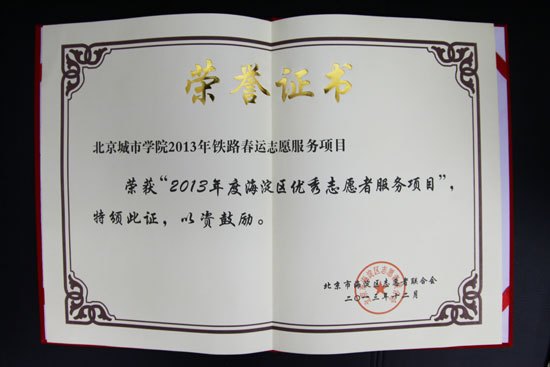 荣誉证书
北京城市学院2013年铁路春运志愿服务项目
荣获“2013年度海淀区优秀志愿者服务项目”，
特颁此证，以资鼓励。
北京市海淀区志愿者联合会
二〇一三年十二月